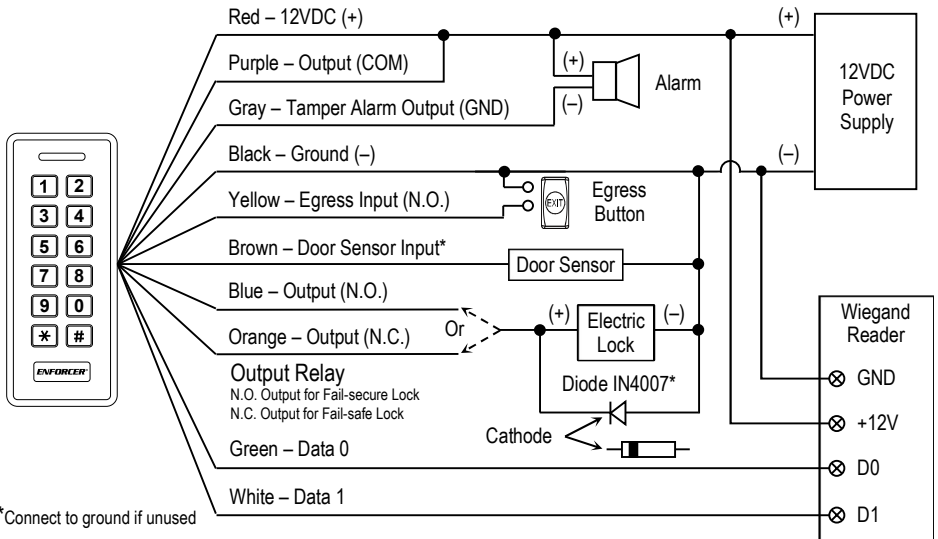 Red – 12VDC (+)
(+)
Purple – Output (COM)
(+)
Alarm
12VDC
Power
Supply
Gray – Tamper Alarm Output (GND)
(–)
Black – Ground (–)
(–)
1 2
3 4
5 6
7 8
9 0
* #
ENFORCER®
Yellow – Egress Input (N.O.)
EXIT
Egress
Button
Brown – Door Sensor Input*
Door Sensor
Blue – Output (N.O.)
Or
(+)
Electric
Lock
(–)
Orange – Output (N.C.)
Output Relay
N.O. Output for Fail-secure Lock
N.C. Output for Fail-safe Lock
Diode IN4007*
Cathode
Wiegand
Reader
GND
+12V
Green – Data 0
D0
White – Data 1
D1
*Connect to ground if unused